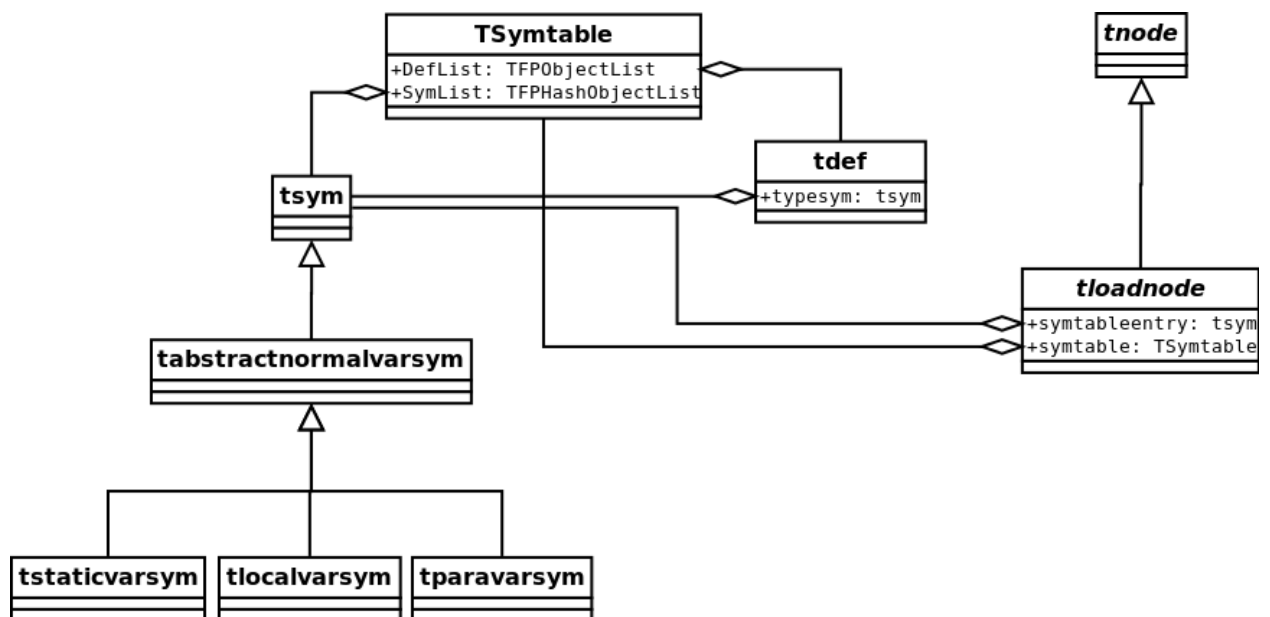 TSymtable
+DefList: TFPObjectList
+SymList: TFPHashObjectList
tnode
tdef
+typesym: tsym
tsym
tloadnode
+symtableentry: tsym
+symtable: TSymtable
tabstractnormalvarsym
tstaticvarsym
tlocalvarsym
tparavarsym